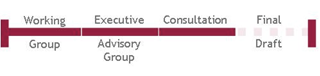 Working Executive Consultation Final
Group Advisory Draft
Group